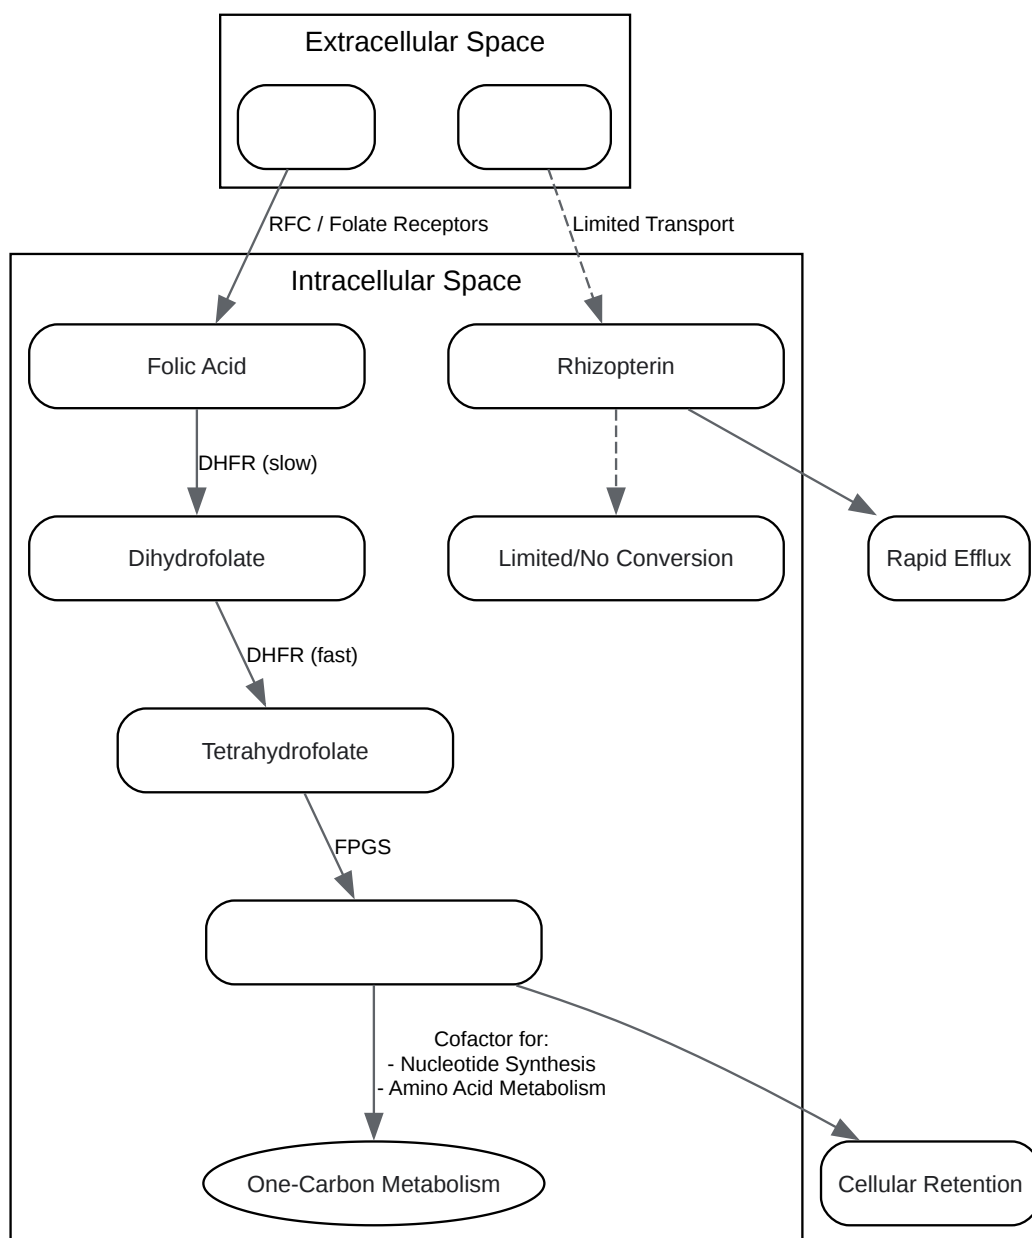 Extracellular Space
RFC / Folate Receptors
Limited Transport
Intracellular Space
Folic Acid
Rhizopterin
DHFR (slow)
Dihydrofolate
Limited/No Conversion
Rapid Efflux
DHFR (fast)
Tetrahydrofolate
FPGS
Cofactor for:
- Nucleotide Synthesis
- Amino Acid Metabolism
One-Carbon Metabolism
Cellular Retention